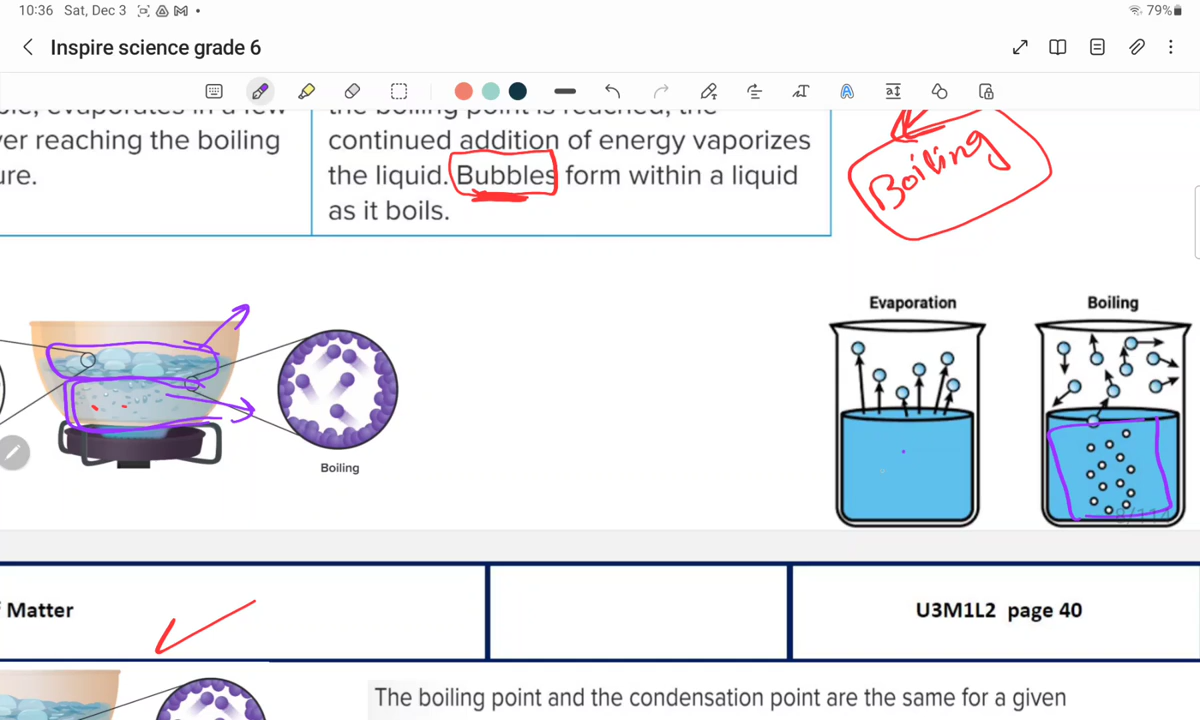 10:36 Sat, Dec 3
79%
Inspire science grade 6
ver reaching the boiling
ure.
continued addition of energy vaporizes
the liquid. Bubbles form within a liquid
as it boils.
Boiling
Evaporation
Boiling
Boiling
Matter
U3M1L2 page 40
The boiling point and the condensation point are the same for a given